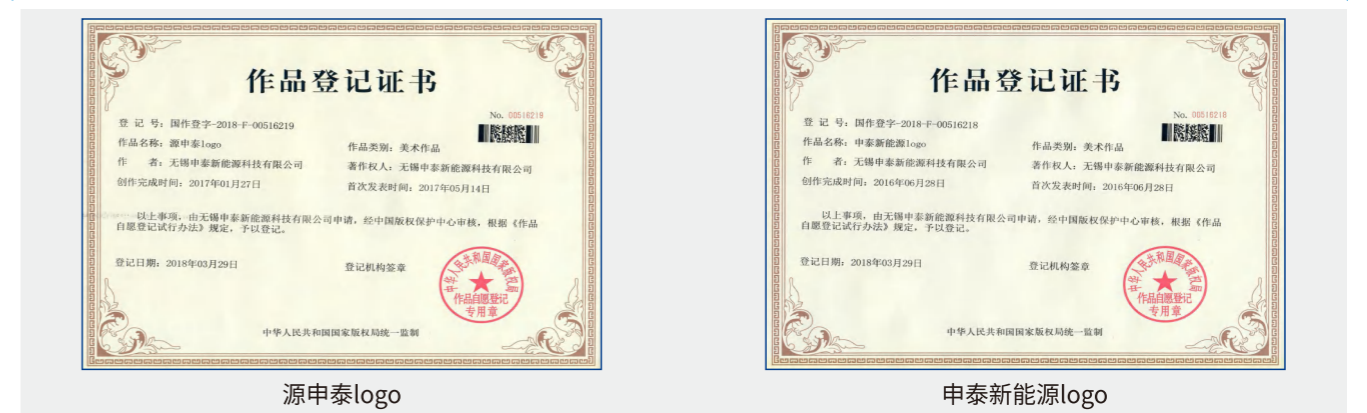 作品登记证书
No. 00516219
登 记 号：国作登字-2018-F-00516219
作品名称：源申泰logo
作品类别：美术作品
作　　者：无锡申泰新能源科技有限公司
著作权人：无锡申泰新能源科技有限公司
创作完成时间：2017年01月27日
首次发表时间：2017年05月14日
以上事项，由无锡申泰新能源科技有限公司申请，经中国版权保护中心审核，根据《作品
自愿登记试行办法》规定，予以登记。
登记日期：2018年03月29日
登记机构签章
中华人民共和国国家版权局
作品自愿登记
专用章
中华人民共和国国家版权局统一监制
源申泰logo
作品登记证书
No. 00516218
登 记 号：国作登字-2018-F-00516218
作品名称：申泰新能源logo
作品类别：美术作品
作　　者：无锡申泰新能源科技有限公司
著作权人：无锡申泰新能源科技有限公司
创作完成时间：2016年06月28日
首次发表时间：2016年06月28日
以上事项，由无锡申泰新能源科技有限公司申请，经中国版权保护中心审核，根据《作品
自愿登记试行办法》规定，予以登记。
登记日期：2018年03月29日
登记机构签章
中华人民共和国国家版权局
作品自愿登记
专用章
中华人民共和国国家版权局统一监制
申泰新能源logo